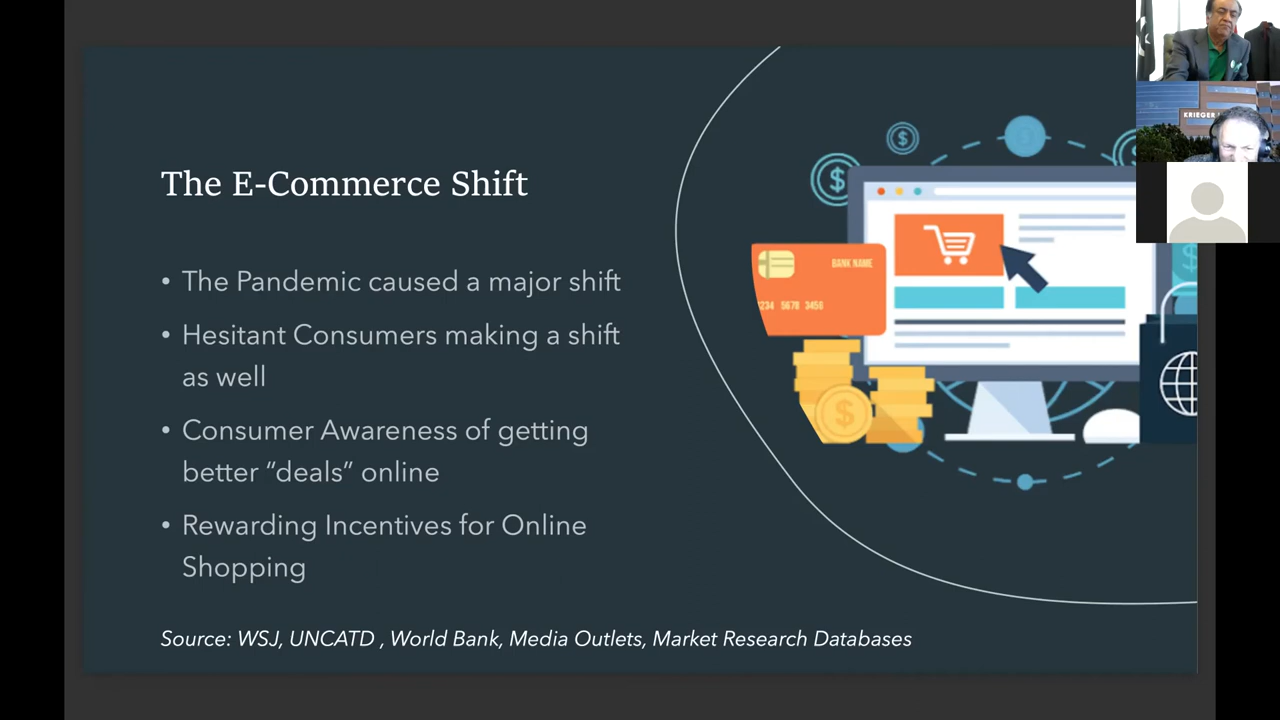 The E-Commerce Shift
• The Pandemic caused a major shift
• Hesitant Consumers making a shift
as well
• Consumer Awareness of getting
better “deals” online
• Rewarding Incentives for Online
Shopping
Source: WSJ, UNCATD , World Bank, Media Outlets, Market Research Databases
BANK NAME
5678 3456
KRIEGER